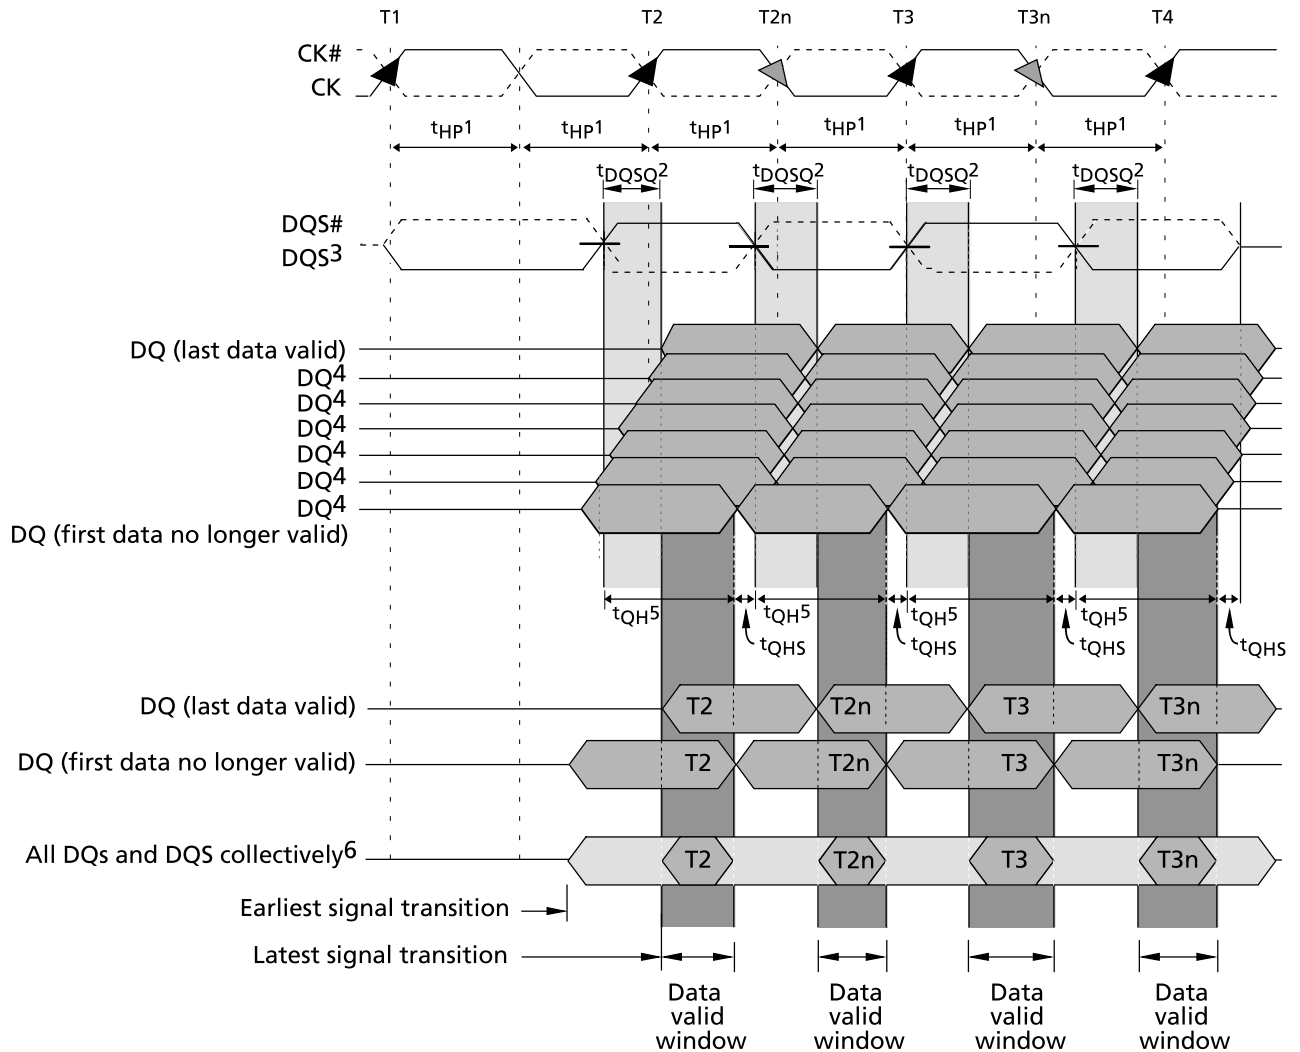 T1 T2 T2n T3 T3n T4
CK#
CK
tHP1 tHP1 tHP1 tHP1 tHP1 tHP1
tDQSQ2 tDQSQ2 tDQSQ2 tDQSQ2
DQS#
DQS3
DQ (last data valid)
DQ4
DQ4
DQ4
DQ4
DQ4
DQ4
DQ (first data no longer valid)
tQH5 tQH5 tQH5 tQH5
tQHS tQHS tQHS tQHS
DQ (last data valid) T2 T2n T3 T3n
DQ (first data no longer valid) T2 T2n T3 T3n
All DQs and DQS collectively6 T2 T2n T3 T3n
Earliest signal transition
Latest signal transition
Data Data Data Data
valid valid valid valid
window window window window